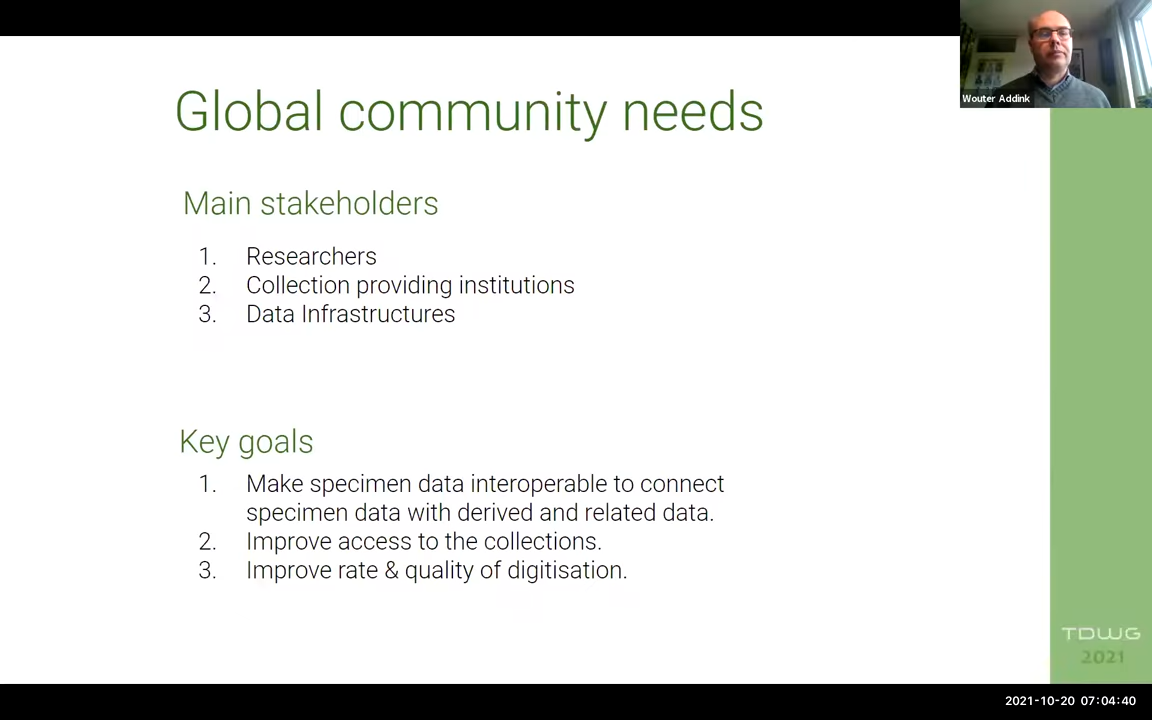 Wouter Addink
Global community needs
Main stakeholders
1. Researchers
2. Collection providing institutions
3. Data Infrastructures
Key goals
1. Make specimen data interoperable to connect
specimen data with derived and related data.
2. Improve access to the collections.
3. Improve rate & quality of digitisation.
TDWG
2021
2021-10-20 07:04:40